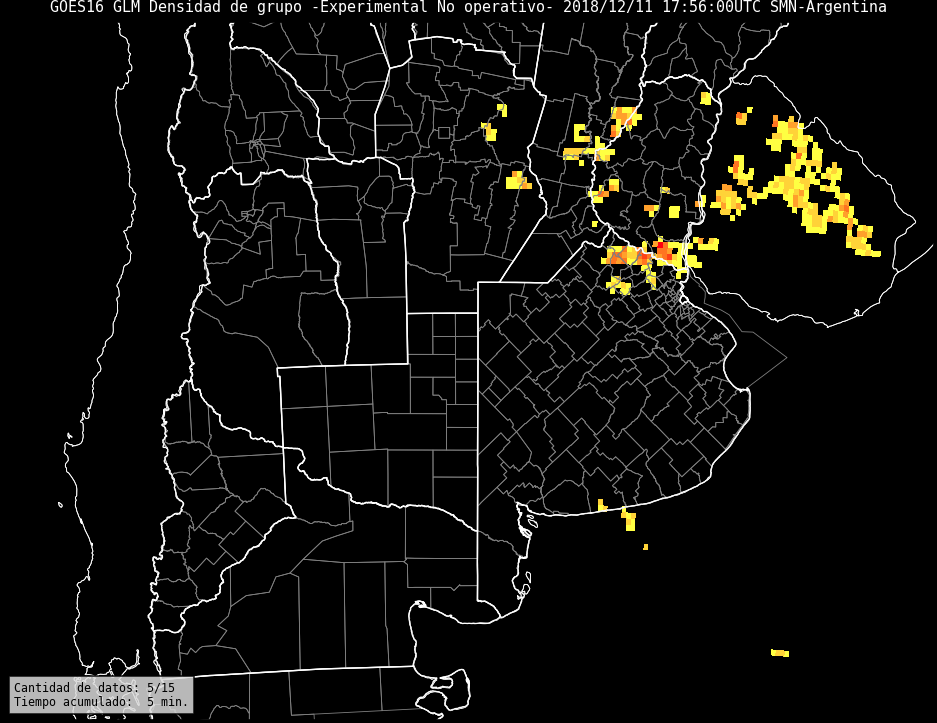 GOES16 GLM Densidad de grupo -Experimental No operativo- 2018/12/11 17:56:00UTC SMN-Argentina
Cantidad de datos: 5/15
Tiempo acumulado:  5 min.